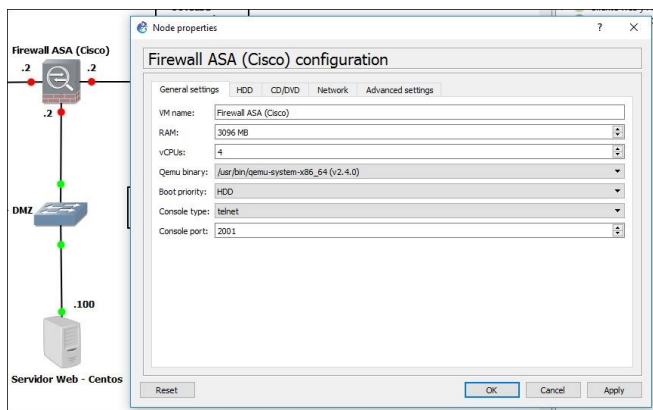 Node properties
?
Firewall ASA (Cisco) configuration
General settings HDD CD/DVD Network Advanced settings
VM name: Firewall ASA (Cisco)
RAM: 3096 MB
vCPUs: 4
Qemu binary: /usr/bin/qemu-system-x86_64 (v2.4.0)
Boot priority: HDD
Console type: telnet
Console port: 2001
Reset OK Cancel Apply
Firewall ASA (Cisco)
.2 .2
.2
DMZ
.100
Servidor Web - Centos